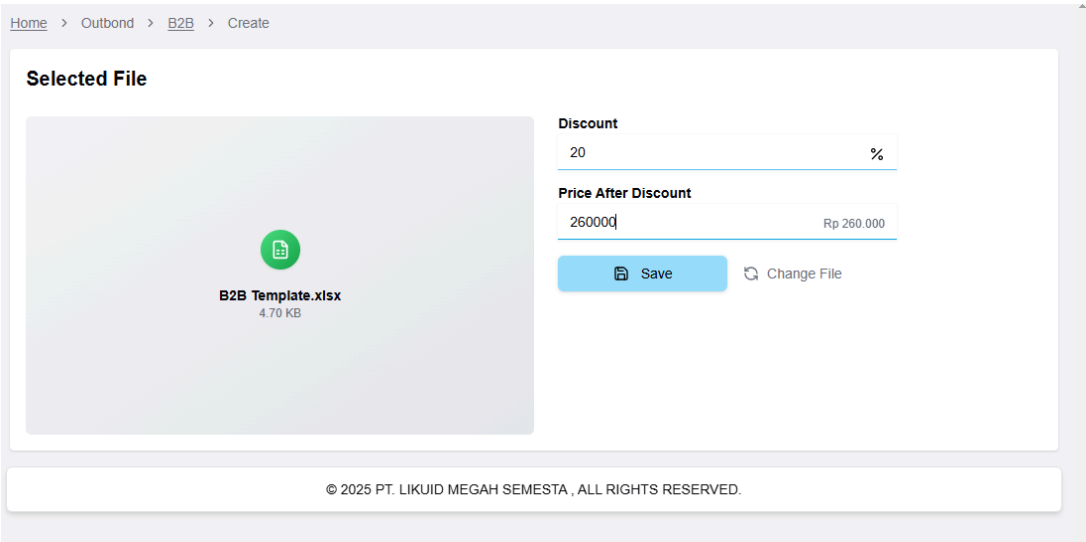 Home > Outbond > B2B > Create
Selected File
B2B Template.xlsx
4.70 KB
Discount
20 %
Price After Discount
260000 Rp 260.000
Save Change File
© 2025 PT. LIKUID MEGAH SEMESTA , ALL RIGHTS RESERVED.